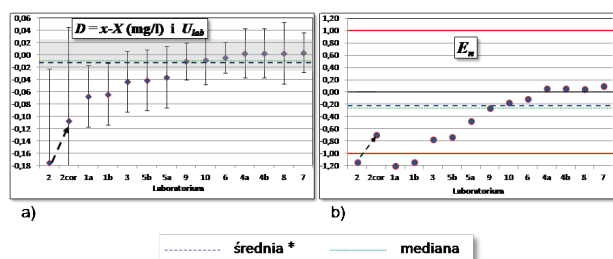 D = x-X (mg/l) i U_lab
0,06
0,04
0,02
0,00
-0,02
-0,04
-0,06
-0,08
-0,10
-0,12
-0,14
-0,16
-0,18
2 2cor 1a 1b 3 5b 5a 9 10 6 4a 4b 8 7
Laboratorium
a)
E_n
1,20
1,00
0,80
0,60
0,40
0,20
0,00
-0,20
-0,40
-0,60
-0,80
-1,00
-1,20
2 2cor 1a 1b 3 5b 5a 9 10 6 4a 4b 8 7
Laboratorium
b)
średnia * mediana